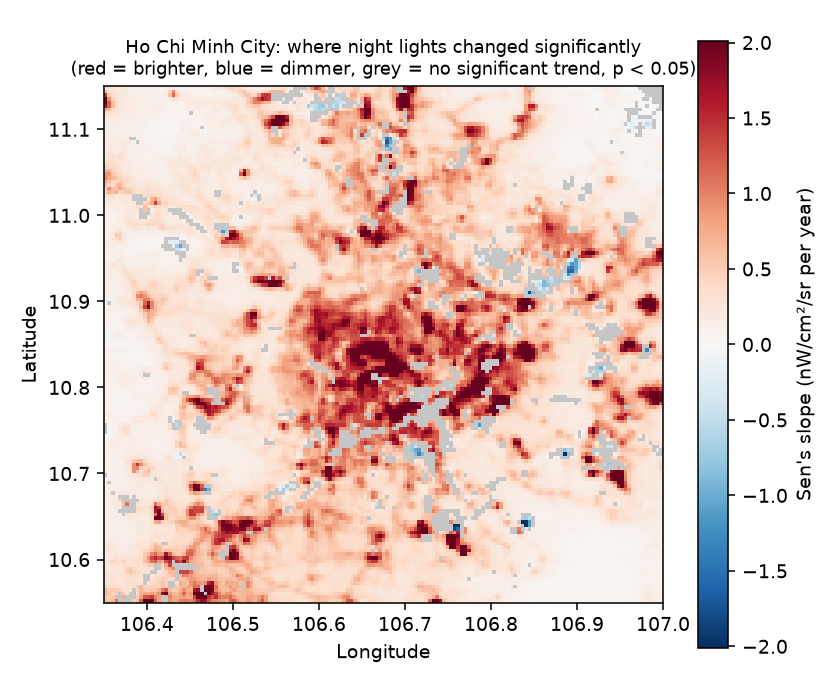 Ho Chi Minh City: where night lights changed significantly
(red = brighter, blue = dimmer, grey = no significant trend, p < 0.05)
Latitude
11.1
11.0
10.9
10.8
10.7
10.6
106.4 106.5 106.6 106.7 106.8 106.9 107.0
Longitude
2.0
1.5
1.0
0.5
0.0
−0.5
−1.0
−1.5
−2.0
Sen's slope (nW/cm²/sr per year)